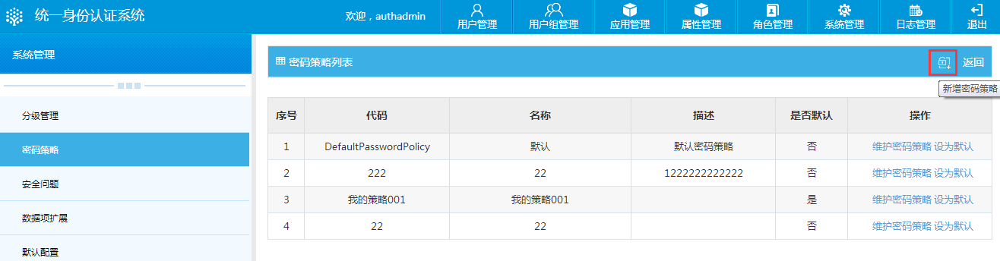 统一身份认证系统
欢迎，authadmin
用户管理 用户组管理 应用管理 属性管理 角色管理 系统管理 日志管理 退出
系统管理
分级管理
密码策略
安全问题
数据项扩展
默认配置
密码策略列表 返回
新增密码策略
序号 代码 名称 描述 是否默认 操作
1 DefaultPasswordPolicy 默认 默认密码策略 否 维护密码策略 设为默认
2 222 22 1222222222222 否 维护密码策略 设为默认
3 我的策略001 我的策略001 是 维护密码策略 设为默认
4 22 22 否 维护密码策略 设为默认